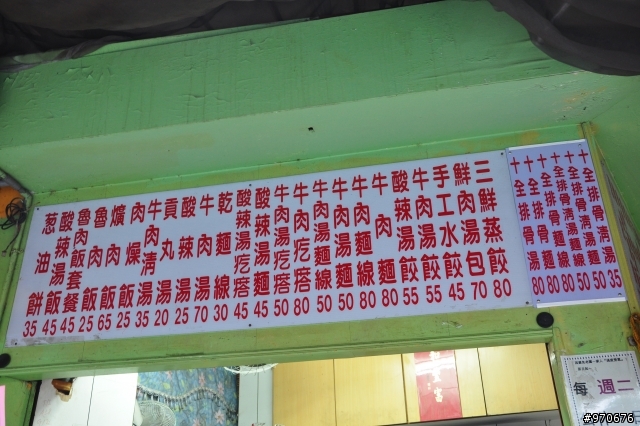 十全排骨清湯 35
十全排骨清湯麵 50
十全排骨清湯麵線 50
十全排骨麵線 80
十全排骨麵 80
十全排骨湯 80
三鮮蒸餃 80
鮮肉湯包 70
手工水餃 45
牛肉湯餃 55
酸辣湯餃 55
牛肉麵 80
牛肉麵線 80
牛肉湯麵 50
牛肉湯麵線 50
牛肉疙瘩 80
牛肉湯疙瘩 50
酸辣湯麵 45
酸辣湯疙瘩 45
乾麵線 30
牛肉湯 70
酸辣湯 25
貢丸湯 20
牛肉清湯 35
肉燥飯 25
爌肉飯 65
魯肉飯 25
魯肉飯套餐 45
酸辣湯飯 45
葱油餅 35
每週二
#970676